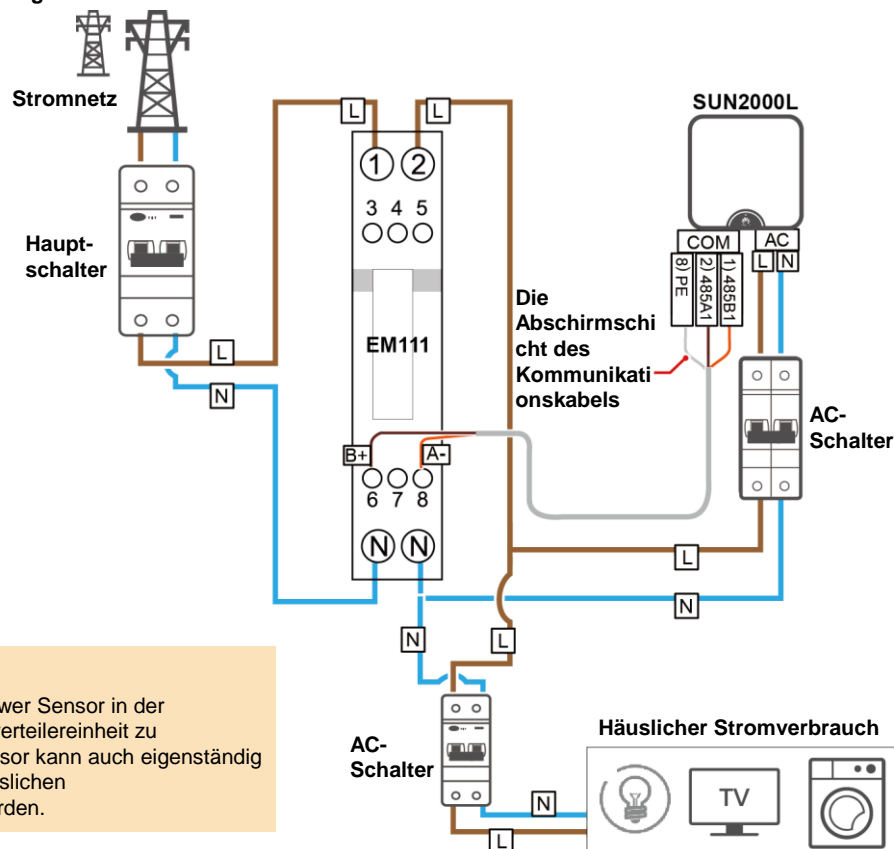 Stromnetz
Haupt-
schalter
L
N
L
L
1
2
3 4 5
EM111
B+
A-
6 7 8
N N
Die
Abschirmschi
cht des
Kommunikati
onskabels
SUN2000L
COM
AC
8) PE
2) 485A1
1) 485B1
L N
AC-
Schalter
L
N
N
L
wer Sensor in der
erteilereinheit zu
sor kann auch eigenständig
slichen
rden.
AC-
Schalter
N
L
Häuslicher Stromverbrauch
TV